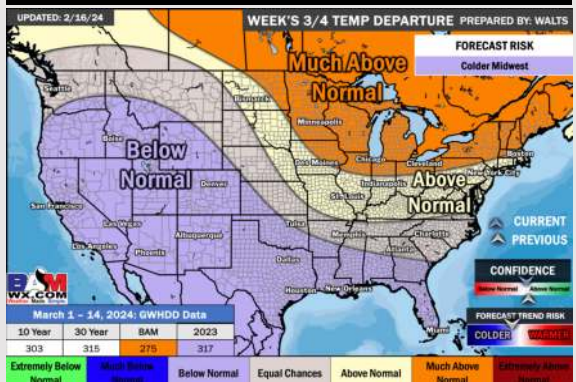 UPDATED: 2/16/24
WEEK'S 3/4 TEMP DEPARTURE PREPARED BY: WALTS
FORECAST RISK
Colder Midwest
Much Above
Normal
Seattle
Bismarck
Minneapolis
Boise
Below
Normal
Des Moines
Chicago
Cleveland
Boston
New York City
Indianapolis
Above
Normal
Denver
St. Louis
San Francisco
Las Vegas
Tulsa
Memphis
Charlotte
Los Angeles
Albuquerque
Phoenix
Atlanta
Dallas
Houston
New Orleans
Miami
CURRENT
PREVIOUS
CONFIDENCE
Below Normal
Above Normal
FORECAST TREND RISK
COLDER
WARMER
BAM
WX.COM
March 1 – 14, 2024: GWHDD Data
10 Year 30 Year BAM 2023
303 315 275 317
Extremely Below Normal
Much Below Normal
Below Normal
Equal Chances
Above Normal
Much Above Normal
Extremely Above Normal